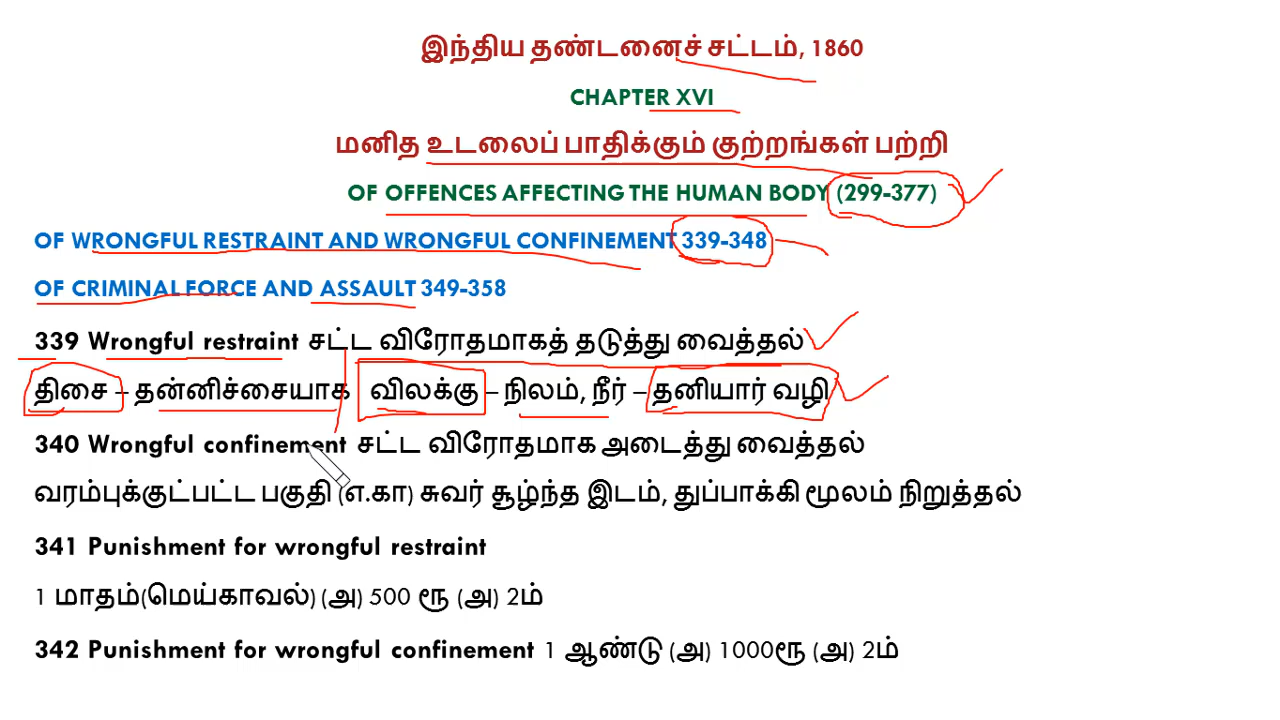 இந்திய தண்டனைச் சட்டம், 1860
CHAPTER XVI
மனித உடலைப் பாதிக்கும் குற்றங்கள் பற்றி
OF OFFENCES AFFECTING THE HUMAN BODY (299-377)
OF WRONGFUL RESTRAINT AND WRONGFUL CONFINEMENT 339-348
OF CRIMINAL FORCE AND ASSAULT 349-358
339 Wrongful restraint சட்ட விரோதமாகத் தடுத்து வைத்தல்
திசை – தன்னிச்சையாக விலக்கு – நிலம், நீர் – தனியார் வழி
340 Wrongful confinement சட்ட விரோதமாக அடைத்து வைத்தல்
வரம்புக்குட்பட்ட பகுதி (எ.கா) சுவர் சூழ்ந்த இடம், துப்பாக்கி மூலம் நிறுத்தல்
341 Punishment for wrongful restraint
1 மாதம்(மெய்காவல்) (அ) 500 ரூ (அ) 2ம்
342 Punishment for wrongful confinement 1 ஆண்டு (அ) 1000ரூ (அ) 2ம்